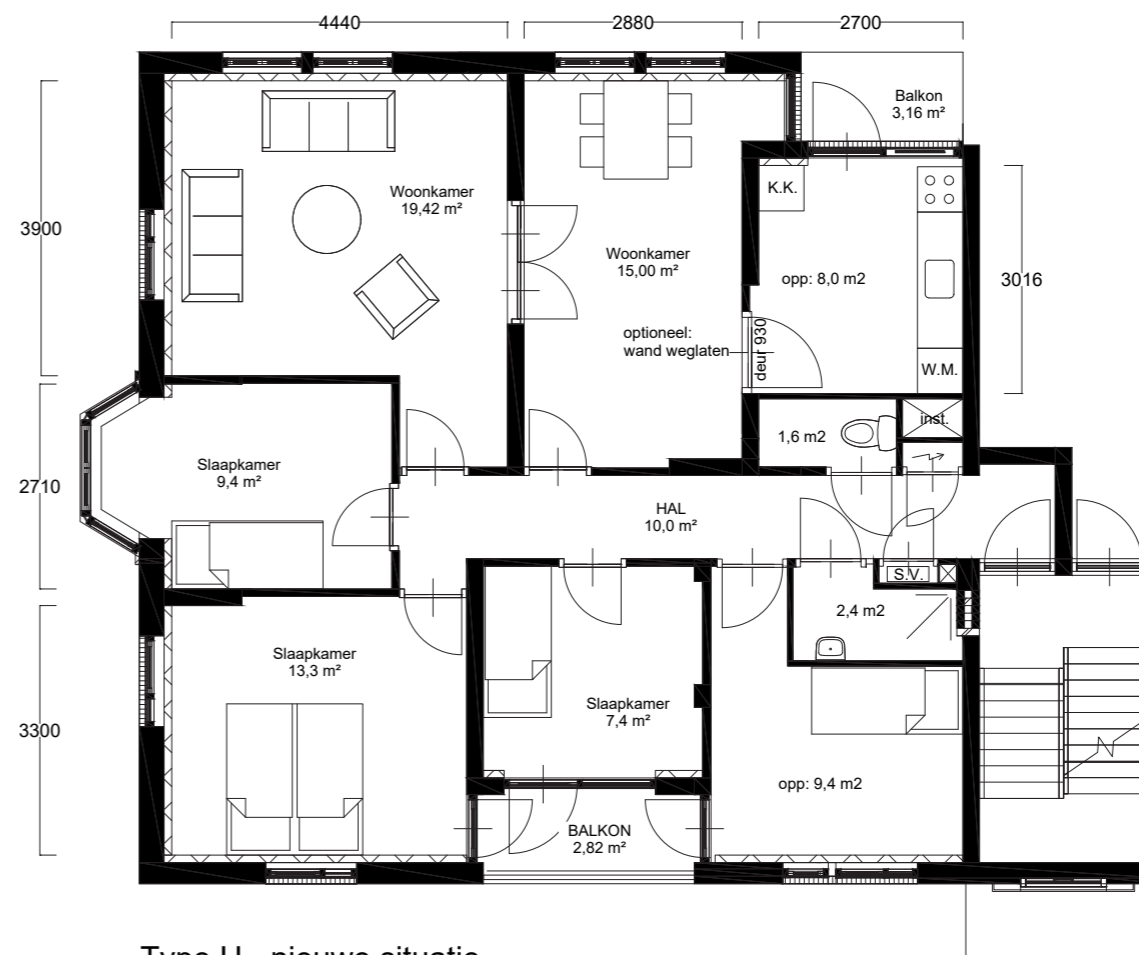 4440
2880
2700
Balkon
3,16 m²
K.K.
Woonkamer
19,42 m²
3900
Woonkamer
15,00 m²
opp: 8,0 m2
3016
optioneel:
wand weglaten
deur 930
W.M.
inst.
1,6 m2
Slaapkamer
9,4 m²
2710
HAL
10,0 m²
S.V.
2,4 m2
Slaapkamer
13,3 m²
Slaapkamer
7,4 m²
3300
opp: 9,4 m2
BALKON
2,82 m²